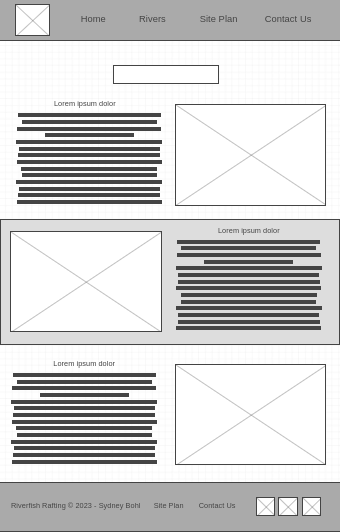 Home Rivers Site Plan Contact Us
Lorem ipsum dolor
Lorem ipsum dolor
Lorem ipsum dolor
Riverfish Rafting © 2023 - Sydney Bohl Site Plan Contact Us